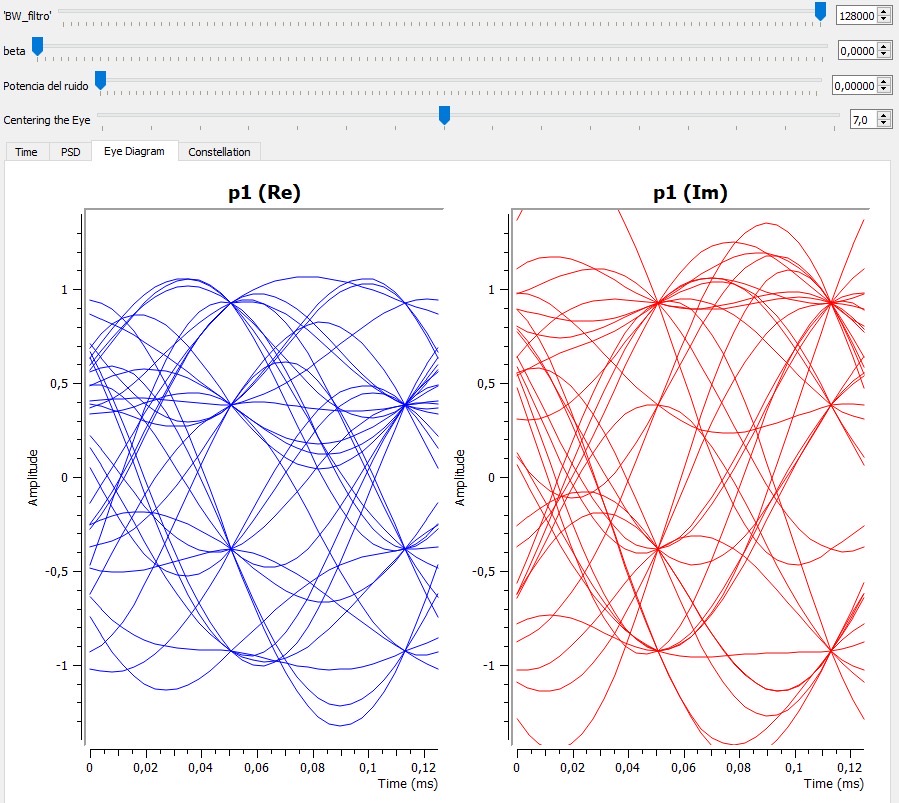 'BW_filtro' 128000
beta 0,0000
Potencia del ruido 0,00000
Centering the Eye 7,0
Time PSD Eye Diagram Constellation
p1 (Re) p1 (Im)
1 1
0,5 0,5
0 0
-0,5 -0,5
-1 -1
Amplitude Amplitude
0 0,02 0,04 0,06 0,08 0,1 0,12 0 0,02 0,04 0,06 0,08 0,1 0,12
Time (ms) Time (ms)